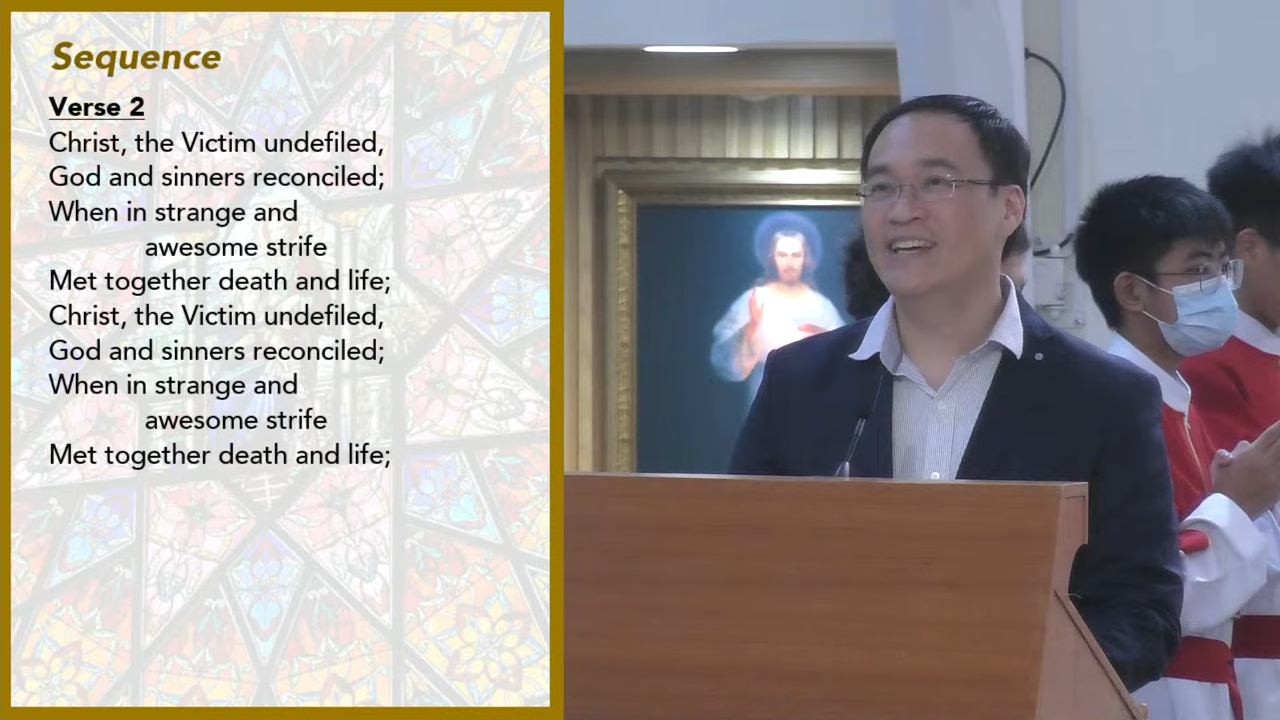 Sequence
Verse 2
Christ, the Victim undefiled,
God and sinners reconciled;
When in strange and
awesome strife
Met together death and life;
Christ, the Victim undefiled,
God and sinners reconciled;
When in strange and
awesome strife
Met together death and life;